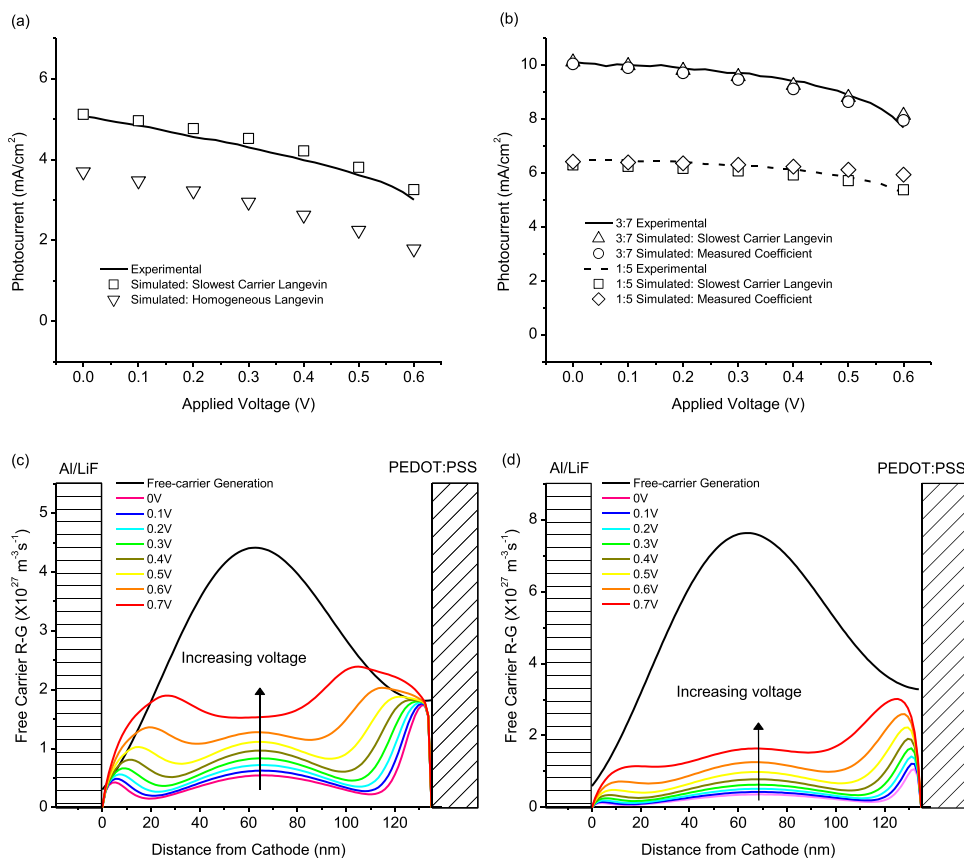 (a)
Photocurrent (mA/cm²)
6
4
2
0
Experimental
Simulated: Slowest Carrier Langevin
Simulated: Homogeneous Langevin
0.0 0.1 0.2 0.3 0.4 0.5 0.6
Applied Voltage (V)
(b)
Photocurrent (mA/cm²)
10
8
6
4
2
0
3:7 Experimental
3:7 Simulated: Slowest Carrier Langevin
3:7 Simulated: Measured Coefficient
1:5 Experimental
1:5 Simulated: Slowest Carrier Langevin
1:5 Simulated: Measured Coefficient
0.0 0.1 0.2 0.3 0.4 0.5 0.6
Applied Voltage (V)
(c)
Al/LiF
PEDOT:PSS
Free Carrier R-G (X10²⁷ m⁻³s⁻¹)
5
4
3
2
1
0
Free-carrier Generation
0V
0.1V
0.2V
0.3V
0.4V
0.5V
0.6V
0.7V
Increasing voltage
0 20 40 60 80 100 120
Distance from Cathode (nm)
(d)
Al/LiF
PEDOT:PSS
Free Carrier R-G (X10²⁷ m⁻³s⁻¹)
8
6
4
2
0
Free-carrier Generation
0V
0.1V
0.2V
0.3V
0.4V
0.5V
0.6V
0.7V
Increasing voltage
0 20 40 60 80 100 120
Distance from Cathode (nm)